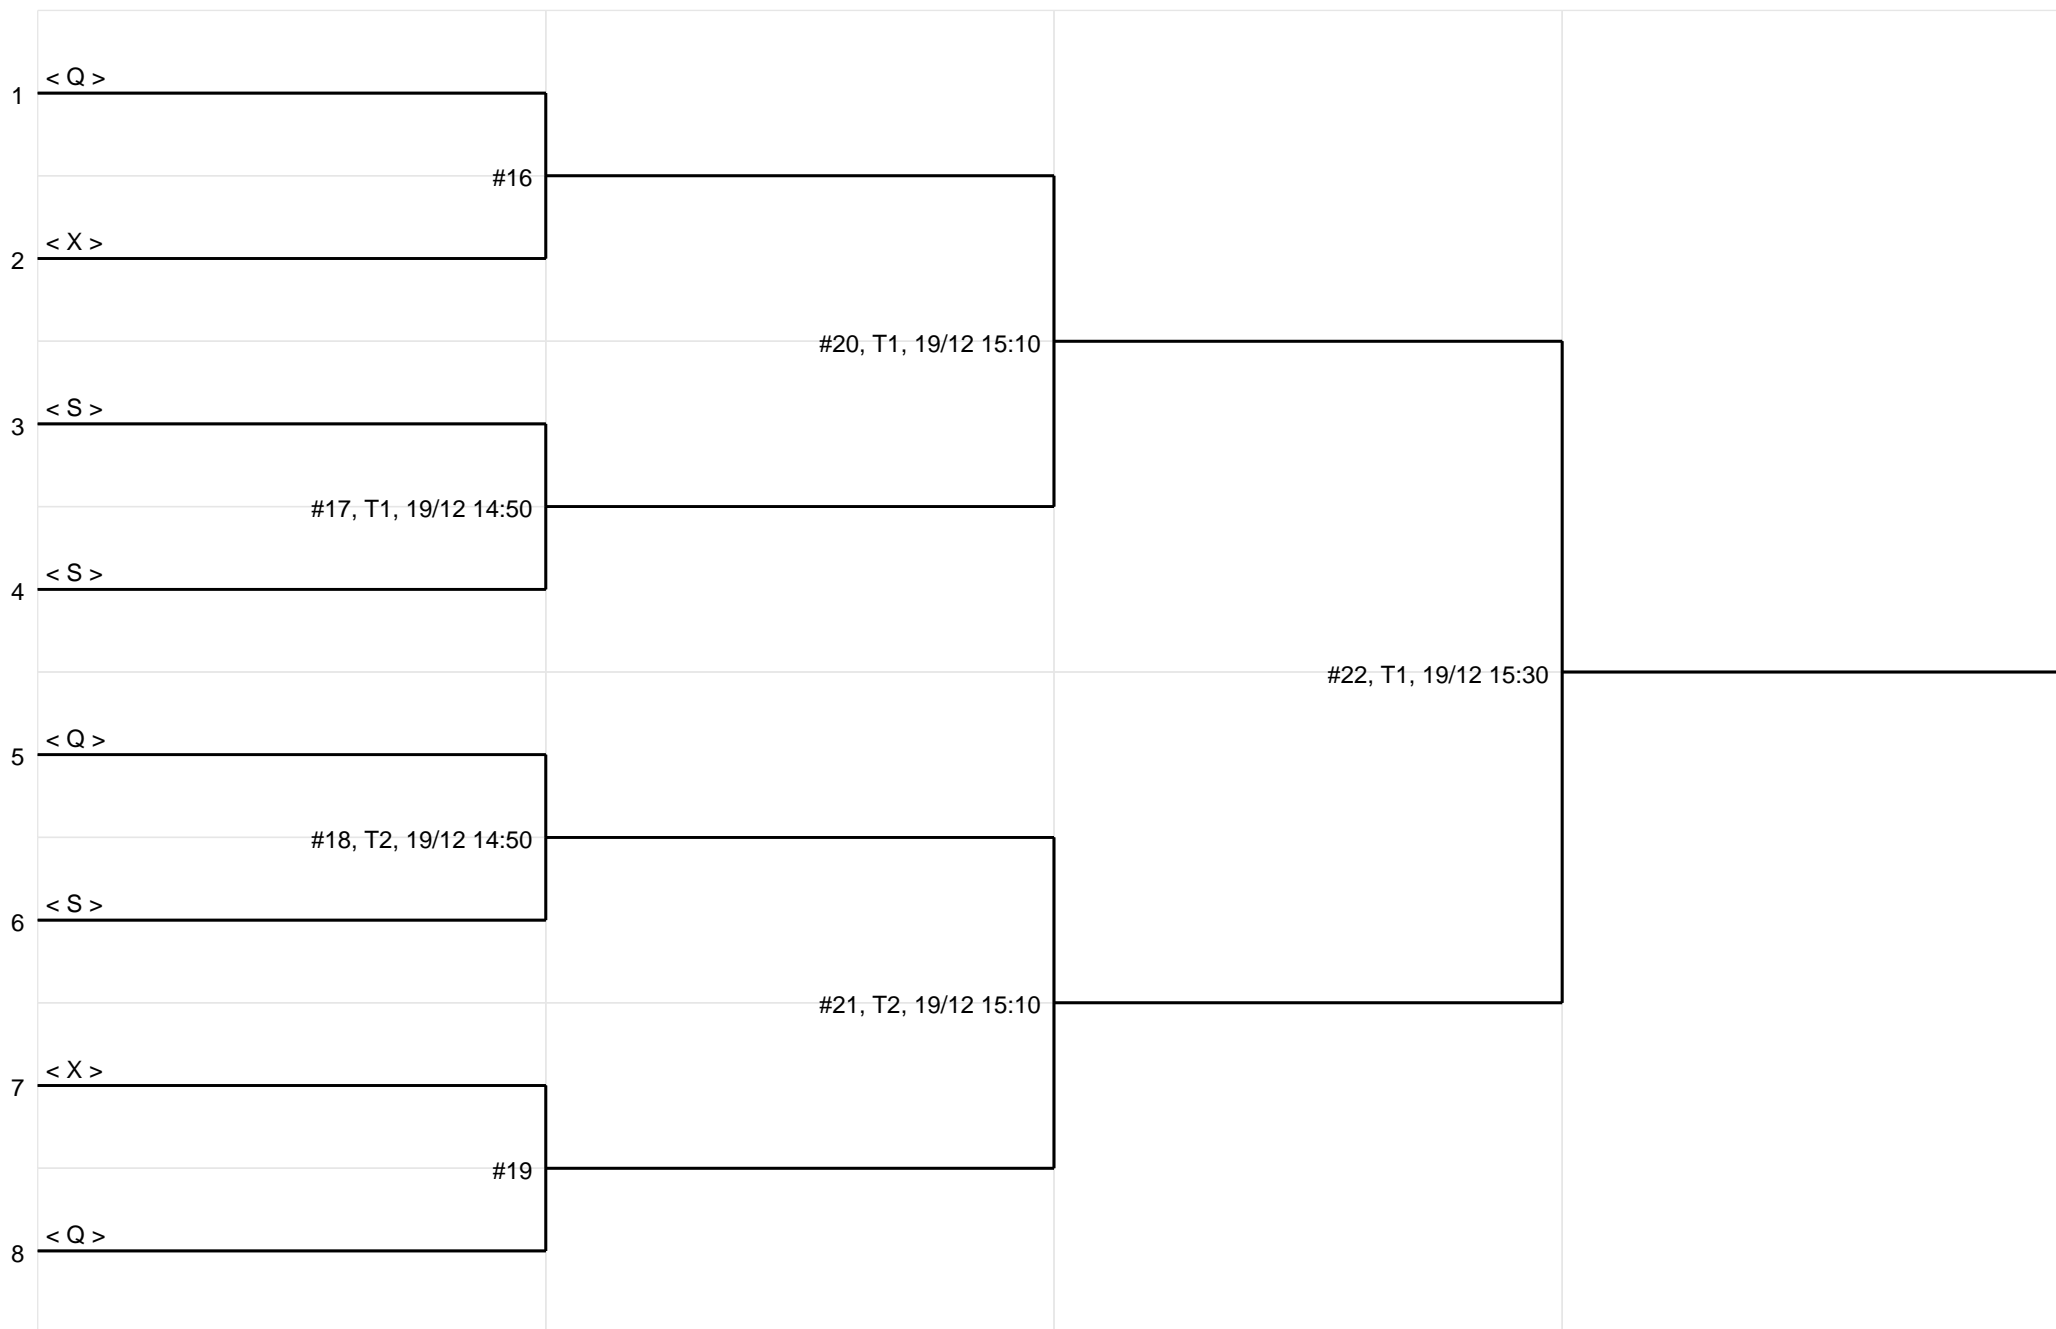 < Q >
1
#16
< X >
2
#20, T1, 19/12 15:10
< S >
3
#17, T1, 19/12 14:50
< S >
4
#22, T1, 19/12 15:30
< Q >
5
#18, T2, 19/12 14:50
< S >
6
#21, T2, 19/12 15:10
< X >
7
#19
< Q >
8